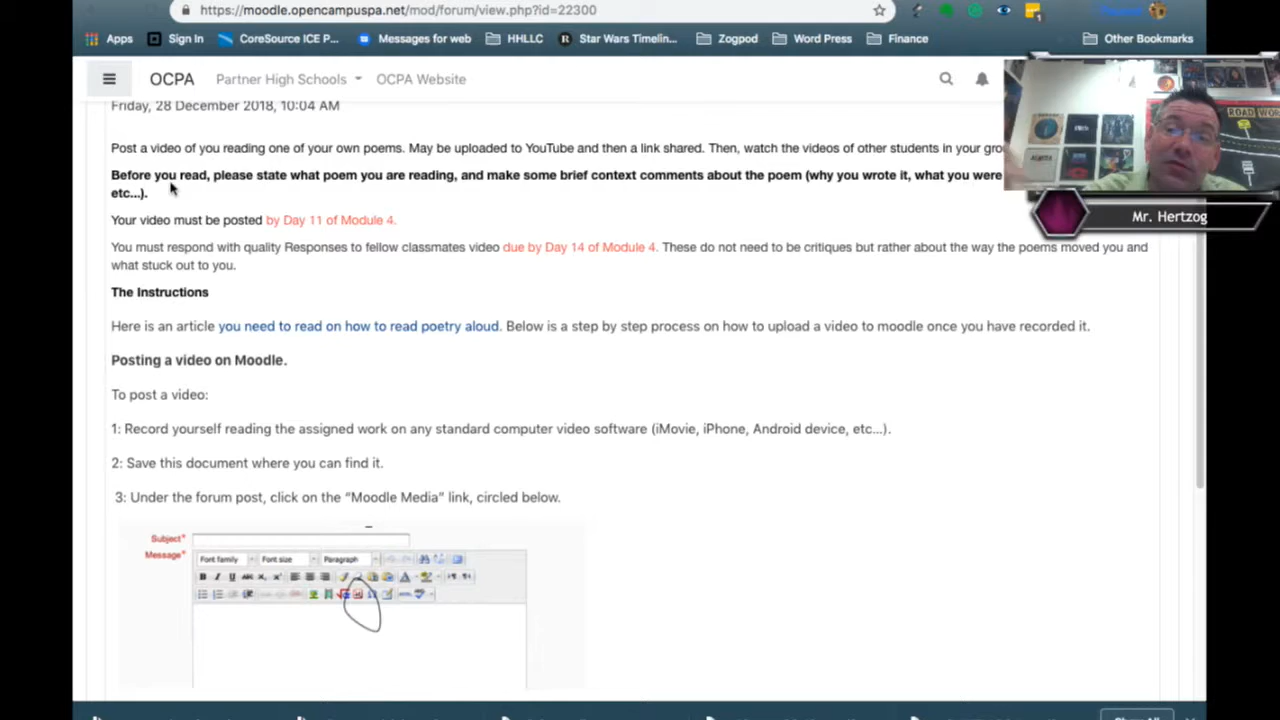 https://moodle.opencampuspa.net/mod/forum/view.php?id=22300
Apps Sign In CoreSource ICE P... Messages for web HHLLC Star Wars Timelin... Zogpod Word Press Finance Other Bookmarks
OCPA Partner High Schools OCPA Website
Friday, 28 December 2018, 10:04 AM
ROAD WO
Post a video of you reading one of your own poems. May be uploaded to YouTube and then a link shared. Then, watch the videos of other students in your gro
Before you read, please state what poem you are reading, and make some brief context comments about the poem (why you wrote it, what you were
etc...).
Mr. Hertzog
Your video must be posted by Day 11 of Module 4.
You must respond with quality Responses to fellow classmates video due by Day 14 of Module 4. These do not need to be critiques but rather about the way the poems moved you and
what stuck out to you.
The Instructions
Here is an article you need to read on how to read poetry aloud. Below is a step by step process on how to upload a video to moodle once you have recorded it.
Posting a video on Moodle.
To post a video:
1: Record yourself reading the assigned work on any standard computer video software (iMovie, iPhone, Android device, etc...).
2: Save this document where you can find it.
3: Under the forum post, click on the “Moodle Media” link, circled below.
Subject*
Message* Font family Font size Paragraph
B I U ABC